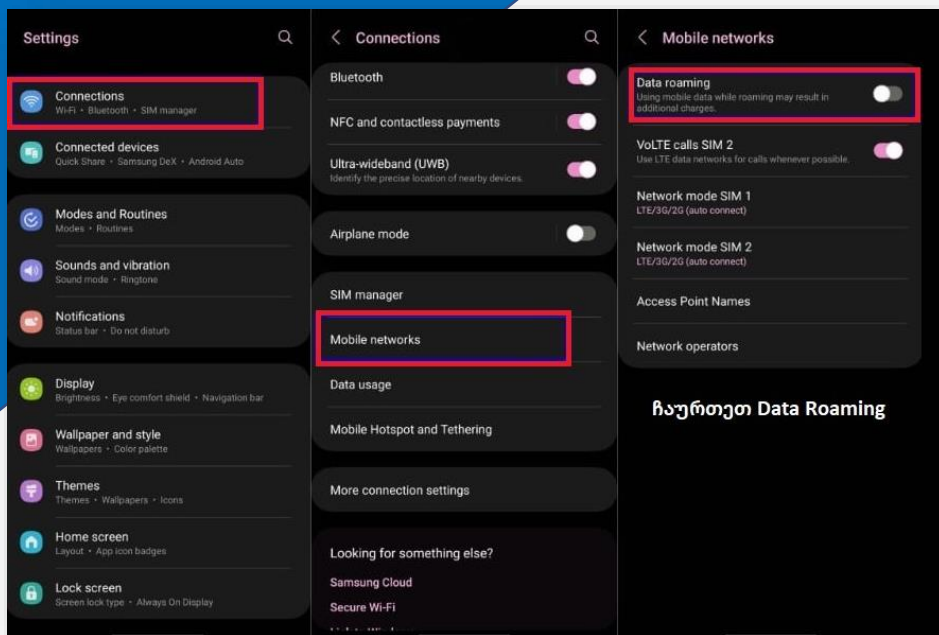 Settings
Connections
Wi-Fi • Bluetooth • SIM manager
Connected devices
Quick Share • Samsung DeX • Android Auto
Modes and Routines
Modes • Routines
Sounds and vibration
Sound mode • Ringtone
Notifications
Status bar • Do not disturb
Display
Brightness • Eye comfort shield • Navigation bar
Wallpaper and style
Wallpapers • Color palette
Themes
Themes • Wallpapers • Icons
Home screen
Layout • App icon badges
Lock screen
Screen lock type • Always On Display
Connections
Bluetooth
NFC and contactless payments
Ultra-wideband (UWB)
Identify the precise location of nearby devices.
Airplane mode
SIM manager
Mobile networks
Data usage
Mobile Hotspot and Tethering
More connection settings
Looking for something else?
Samsung Cloud
Secure Wi-Fi
Mobile networks
Data roaming
Using mobile data while roaming may result in
additional charges.
VoLTE calls SIM 2
Use LTE data networks for calls whenever possible.
Network mode SIM 1
LTE/3G/2G (auto connect)
Network mode SIM 2
LTE/3G/2G (auto connect)
Access Point Names
Network operators
ჩაურთეთ Data Roaming